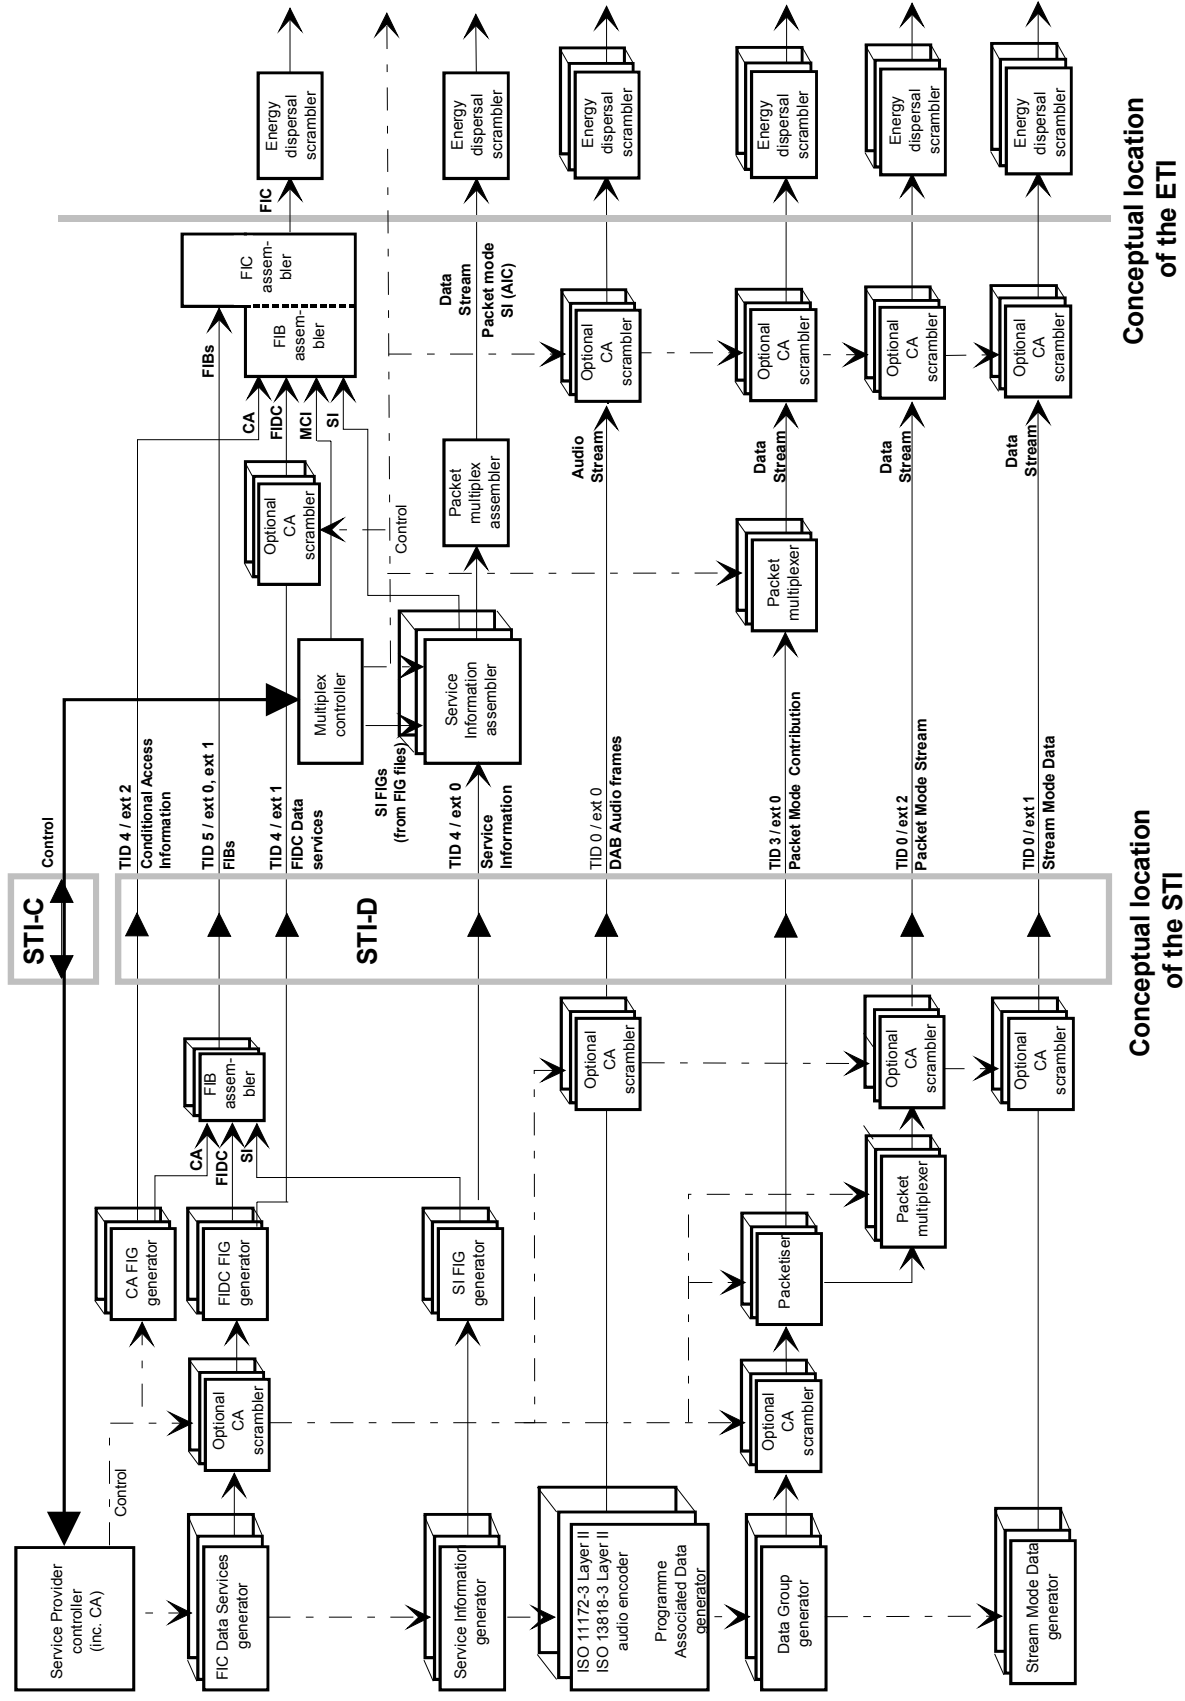 Service Provider
controller
(inc. CA)
Control
FIC Data Services
generator
Service Information
generator
ISO 11172-3 Layer II
ISO 13818-3 Layer II
audio encoder
Programme
Associated Data
generator
Data Group
generator
Stream Mode Data
generator
Optional
CA
scrambler
Optional
CA
scrambler
CA FIG
generator
FIDC FIG
generator
SI FIG
generator
Packetiser
Packet
multiplexer
CA
FIDC
SI
FIB
assem-
bler
Optional
CA
scrambler
Optional
CA
scrambler
Optional
CA
scrambler
STI-C
STI-D
Conceptual location
of the STI
Control
TID 4 / ext 2
Conditional Access
Information
TID 5 / ext 0, ext 1
FIBs
TID 4 / ext 1
FIDC Data
services
SI FIGs
(from FIG files)
TID 4 / ext 0
Service
Information
TID 0 / ext 0
DAB Audio frames
TID 3 / ext 0
Packet Mode Contribution
TID 0 / ext 2
Packet Mode Stream
TID 0 / ext 1
Stream Mode Data
Multiplex
controller
Service
Information
assembler
Optional
CA
scrambler
Control
Packet
multiplex
assembler
Packet
multiplexer
CA
FIDC
MCI
SI
FIBs
FIB
assem-
bler
FIC
assem-
bler
Audio
Stream
Data
Stream
Data
Stream
Data
Stream
Optional
CA
scrambler
Optional
CA
scrambler
Optional
CA
scrambler
Optional
CA
scrambler
Data
Stream
Packet mode
SI (AIC)
FIC
Conceptual location
of the ETI
Energy
dispersal
scrambler
Energy
dispersal
scrambler
Energy
dispersal
scrambler
Energy
dispersal
scrambler
Energy
dispersal
scrambler
Energy
dispersal
scrambler